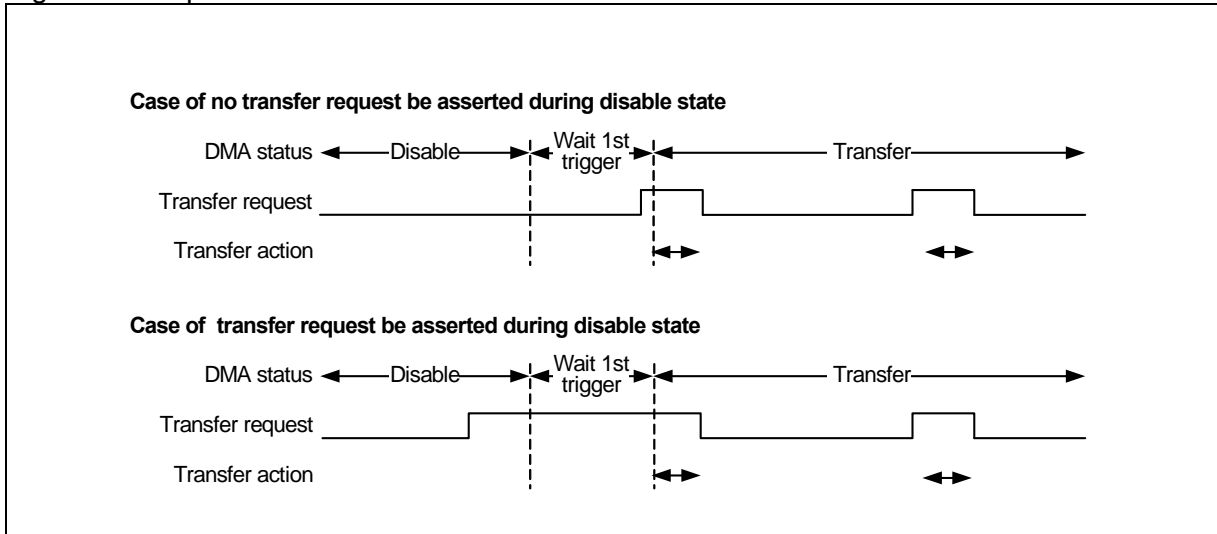 Case of no transfer request be asserted during disable state
DMA status
Disable
Wait 1st
trigger
Transfer
Transfer request
Transfer action
Case of  transfer request be asserted during disable state
DMA status
Disable
Wait 1st
trigger
Transfer
Transfer request
Transfer action